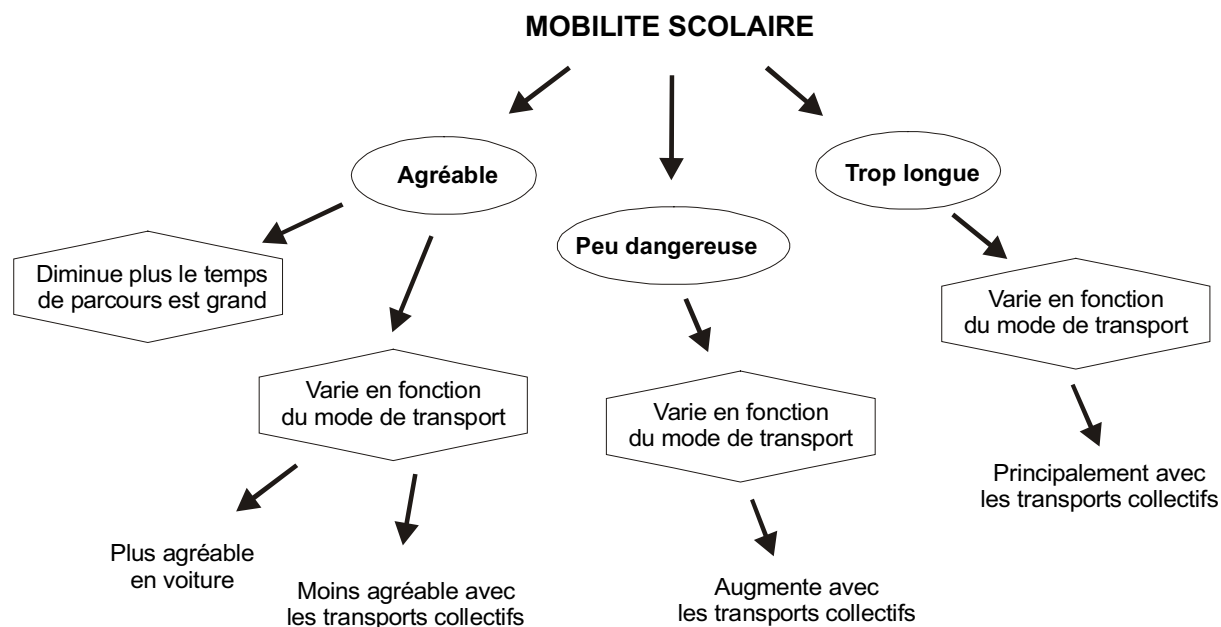 MOBILITE SCOLAIRE
Agréable
Peu dangereuse
Trop longue
Diminue plus le temps
de parcours est grand
Varie en fonction
du mode de transport
Varie en fonction
du mode de transport
Varie en fonction
du mode de transport
Plus agréable
en voiture
Moins agréable avec
les transports collectifs
Augmente avec
les transports collectifs
Principalement avec
les transports collectifs